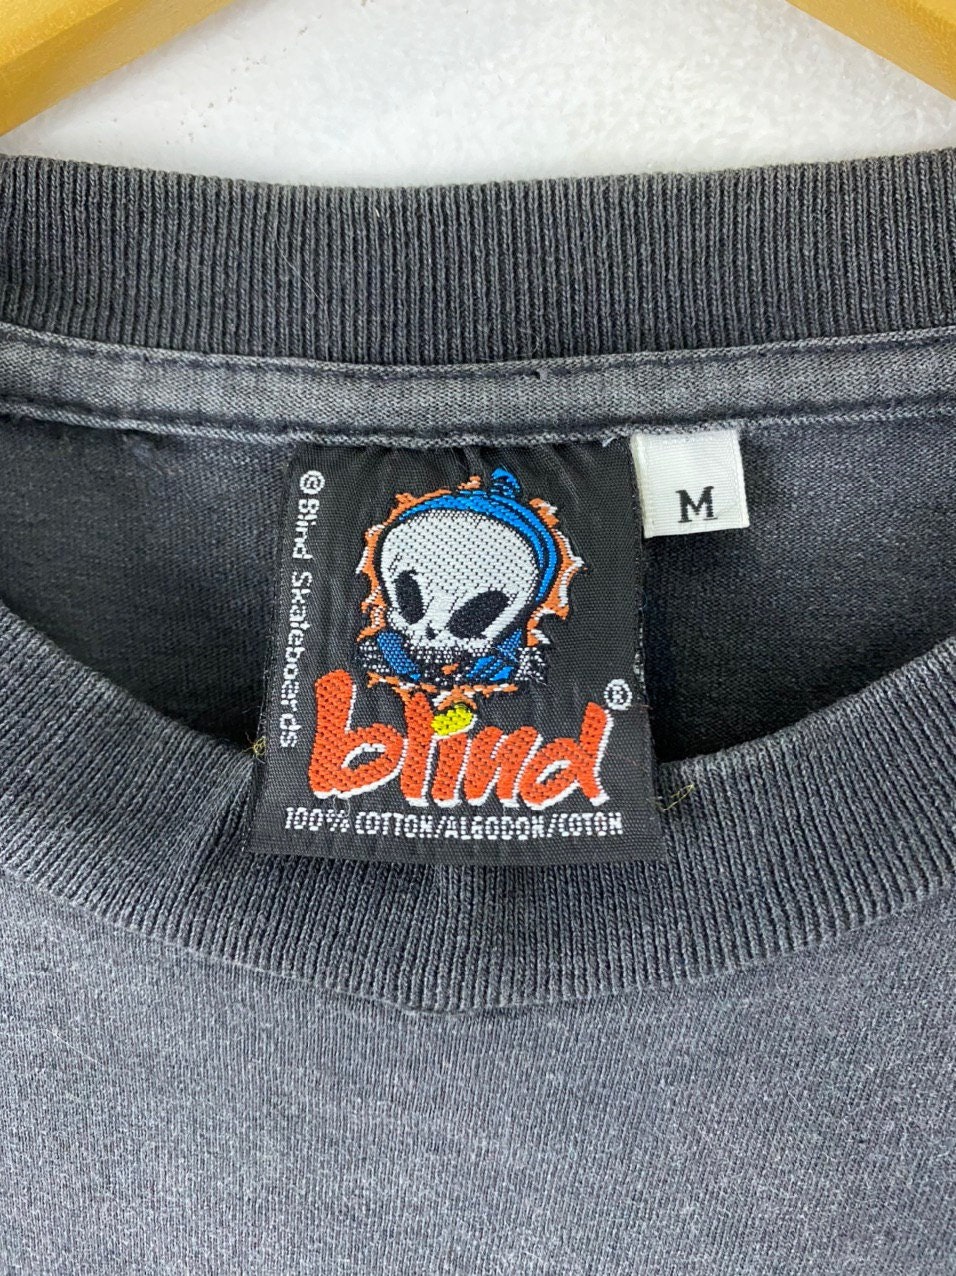 © Blind Skateboards
M
blind®
100% COTTON/ALGODON/COTON